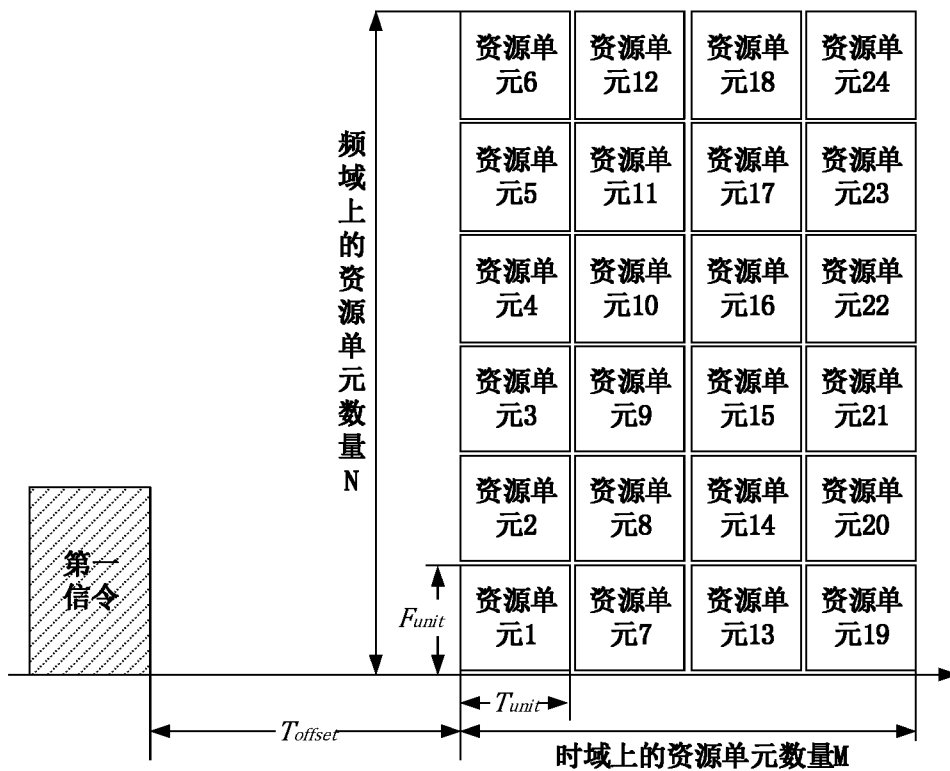 资源单
元6
资源单
元12
资源单
元18
资源单
元24
资源单
元5
资源单
元11
资源单
元17
资源单
元23
资源单
元4
资源单
元10
资源单
元16
资源单
元22
资源单
元3
资源单
元9
资源单
元15
资源单
元21
资源单
元2
资源单
元8
资源单
元14
资源单
元20
资源单
元1
资源单
元7
资源单
元13
资源单
元19
频域上的资源单元数量N
第一
信令
Funit
Tunit
Toffset
时域上的资源单元数量M